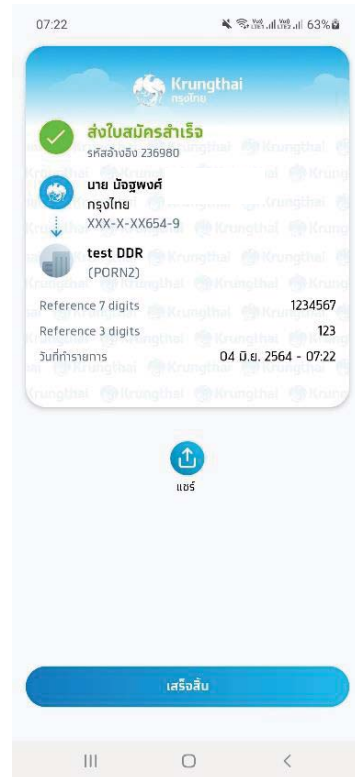 07:22
63%
Krungthai
กรุงไทย
ส่งใบสมัครสำเร็จ
รหัสอ้างอิง 236980
นาย มัฐพงศ์
กรุงไทย
XXX-X-XX654-9
test DDR
(PORN2)
Reference 7 digits 1234567
Reference 3 digits 123
วันที่ทำรายการ 04 มิ.ย. 2564 - 07:22
แชร์
เสร็จสิ้น